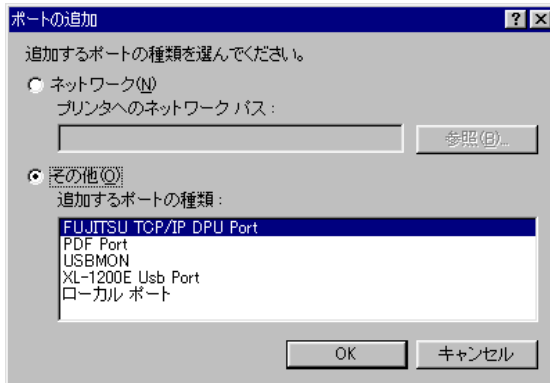 ポートの追加
追加するポートの種類を選んでください。
ネットワーク(N)
プリンタへのネットワーク パス:
参照(B)...
その他(O)
追加するポートの種類:
FUJITSU TCP/IP DPU Port
PDF Port
USBMON
XL-1200E Usb Port
ローカル ポート
OK
キャンセル